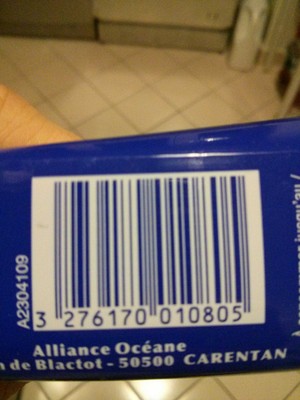 A2304109
3 276170 010805
Alliance Océane
de Blactot - 50500 CARENTAN